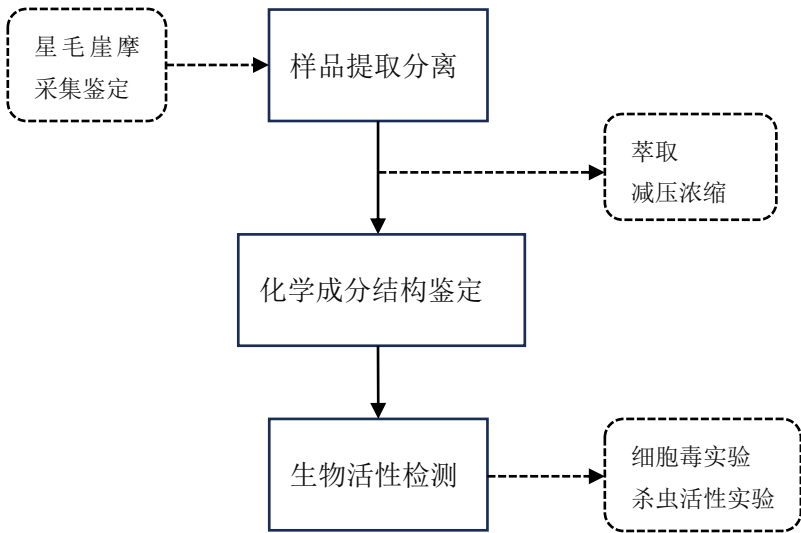 星毛崖摩
采集鉴定
样品提取分离
萃取
减压浓缩
化学成分结构鉴定
生物活性检测
细胞毒实验
杀虫活性实验